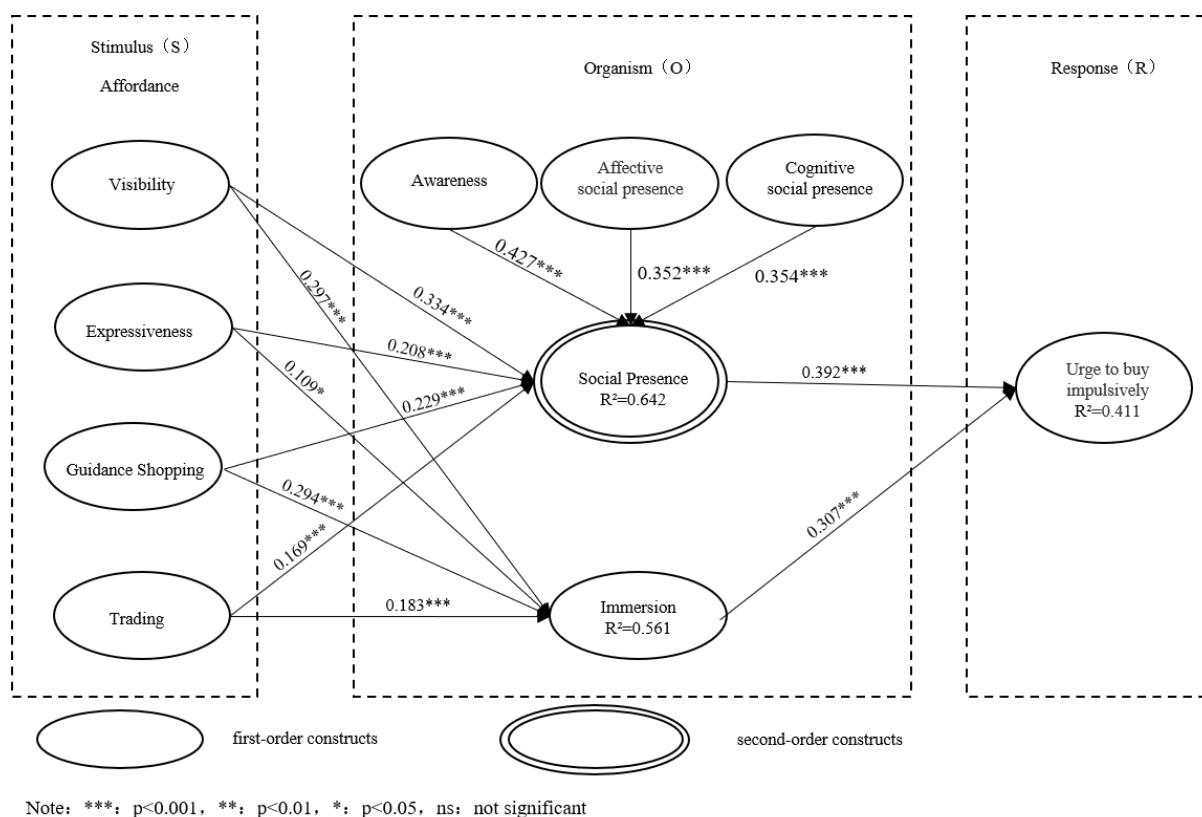 Stimulus（S）
Affordance
Visibility
Expressiveness
Guidance Shopping
Trading
Organism（O）
Awareness
Affective
social presence
Cognitive
social presence
0.427***
0.352***
0.354***
0.297***
0.334***
0.208***
0.109*
0.229***
0.294***
0.169***
0.183***
Social Presence
R²=0.642
Immersion
R²=0.561
0.392***
0.307***
Response（R）
Urge to buy
impulsively
R²=0.411
first-order constructs
second-order constructs
Note：***：p<0.001，**：p<0.01，*：p<0.05，ns：not significant